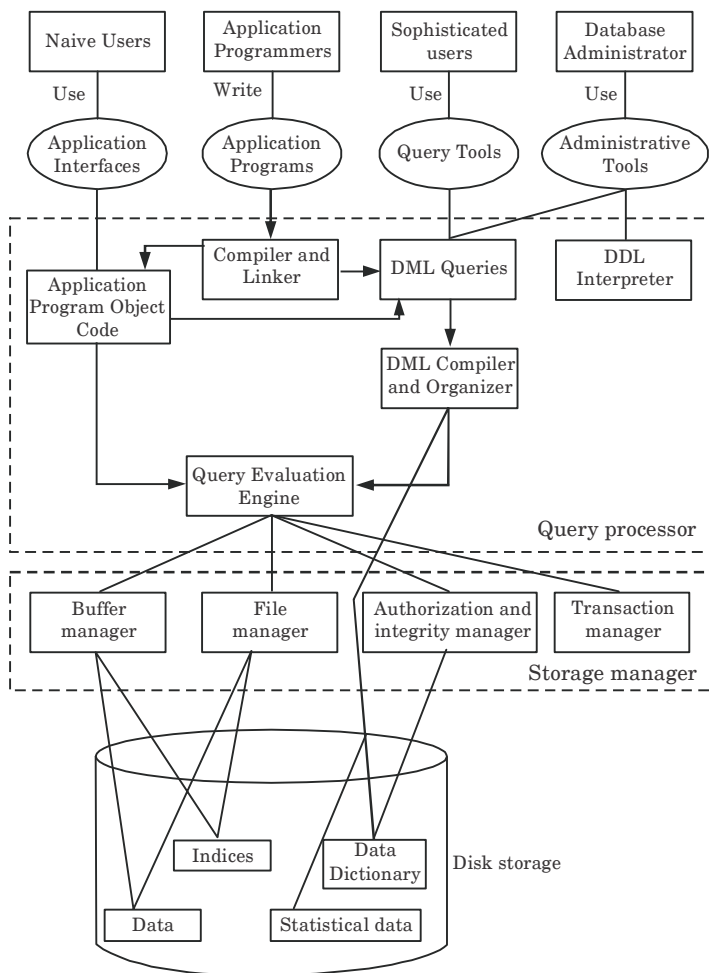 Naive Users
Application
Programmers
Sophisticated
users
Database
Administrator
Use
Write
Use
Use
Application
Interfaces
Application
Programs
Query Tools
Administrative
Tools
Compiler and
Linker
DML Queries
DDL
Interpreter
Application
Program Object
Code
DML Compiler
and Organizer
Query Evaluation
Engine
Query processor
Buffer
manager
File
manager
Authorization and
integrity manager
Transaction
manager
Storage manager
Indices
Data
Dictionary
Disk storage
Data
Statistical data